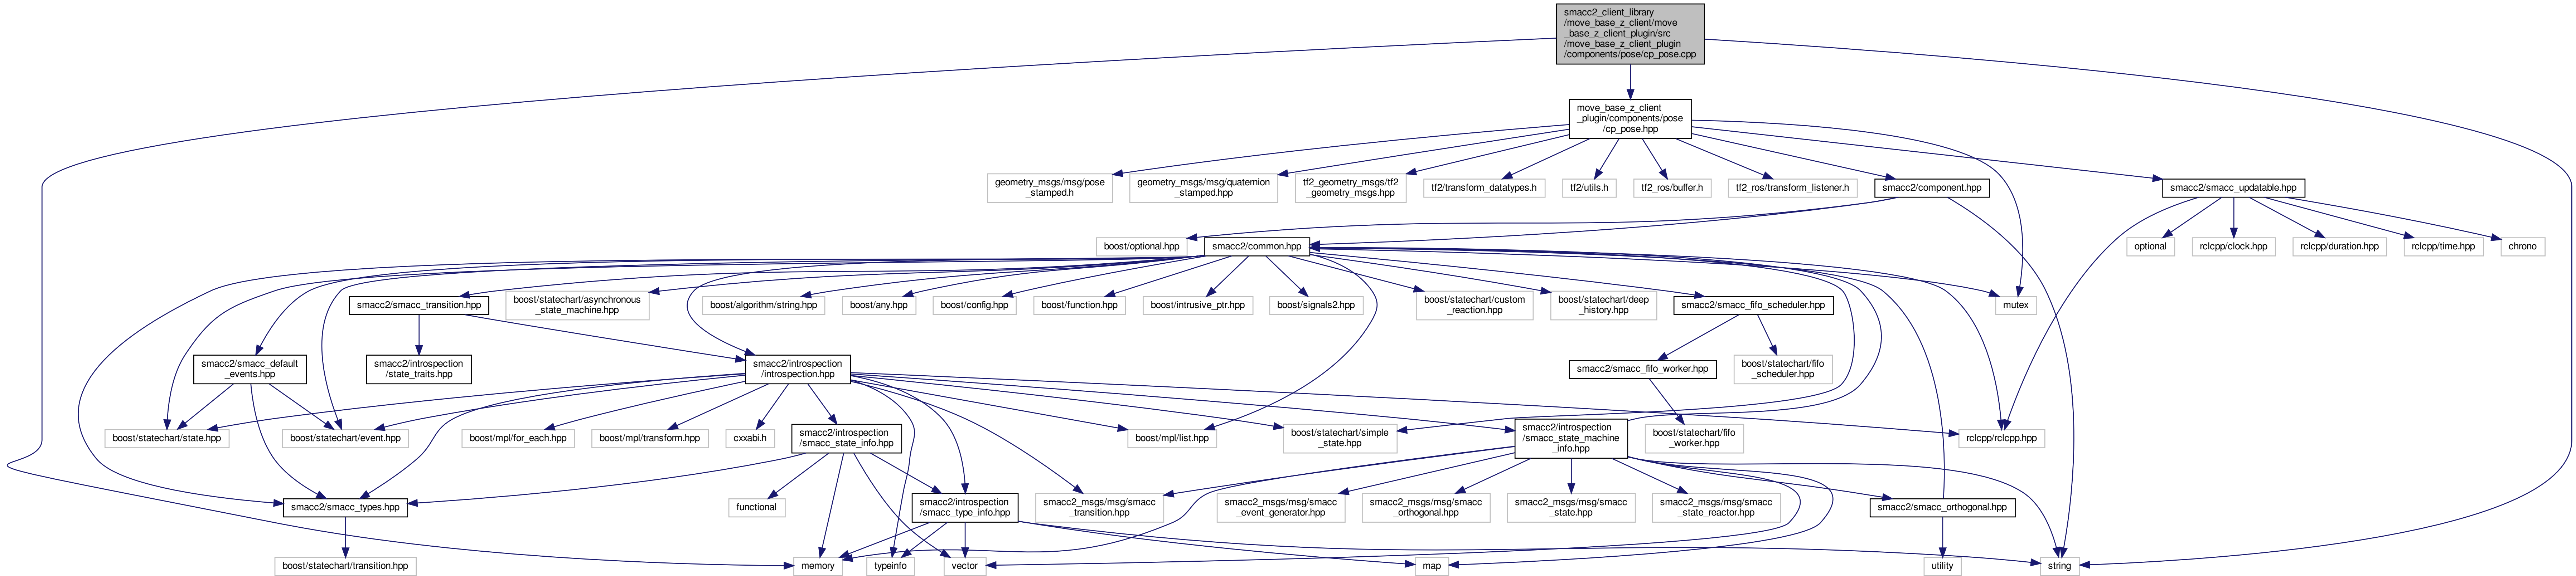 smacc2_client_library
/move_base_z_client/move
_base_z_client_plugin/src
/move_base_z_client_plugin
/components/pose/cp_pose.cpp
move_base_z_client
_plugin/components/pose
/cp_pose.hpp
geometry_msgs/msg/pose
_stamped.h
geometry_msgs/msg/quaternion
_stamped.hpp
tf2_geometry_msgs/tf2
_geometry_msgs.hpp
tf2/transform_datatypes.h
tf2/utils.h
tf2_ros/buffer.h
tf2_ros/transform_listener.h
smacc2/component.hpp
smacc2/smacc_updatable.hpp
boost/optional.hpp
smacc2/common.hpp
optional
rclcpp/clock.hpp
rclcpp/duration.hpp
rclcpp/time.hpp
chrono
smacc2/smacc_transition.hpp
boost/statechart/asynchronous
_state_machine.hpp
boost/algorithm/string.hpp
boost/any.hpp
boost/config.hpp
boost/function.hpp
boost/intrusive_ptr.hpp
boost/signals2.hpp
boost/statechart/custom
_reaction.hpp
boost/statechart/deep
_history.hpp
smacc2/smacc_fifo_scheduler.hpp
mutex
smacc2/smacc_default
_events.hpp
smacc2/introspection
/state_traits.hpp
smacc2/introspection
/introspection.hpp
smacc2/smacc_fifo_worker.hpp
boost/statechart/fifo
_scheduler.hpp
boost/statechart/state.hpp
boost/statechart/event.hpp
boost/mpl/for_each.hpp
boost/mpl/transform.hpp
cxxabi.h
smacc2/introspection
/smacc_state_info.hpp
boost/mpl/list.hpp
boost/statechart/simple
_state.hpp
smacc2/introspection
/smacc_state_machine
_info.hpp
boost/statechart/fifo
_worker.hpp
rclcpp/rclcpp.hpp
smacc2/smacc_types.hpp
functional
smacc2/introspection
/smacc_type_info.hpp
smacc2_msgs/msg/smacc
_transition.hpp
smacc2_msgs/msg/smacc
_event_generator.hpp
smacc2_msgs/msg/smacc
_orthogonal.hpp
smacc2_msgs/msg/smacc
_state.hpp
smacc2_msgs/msg/smacc
_state_reactor.hpp
smacc2/smacc_orthogonal.hpp
boost/statechart/transition.hpp
memory
typeinfo
vector
map
utility
string